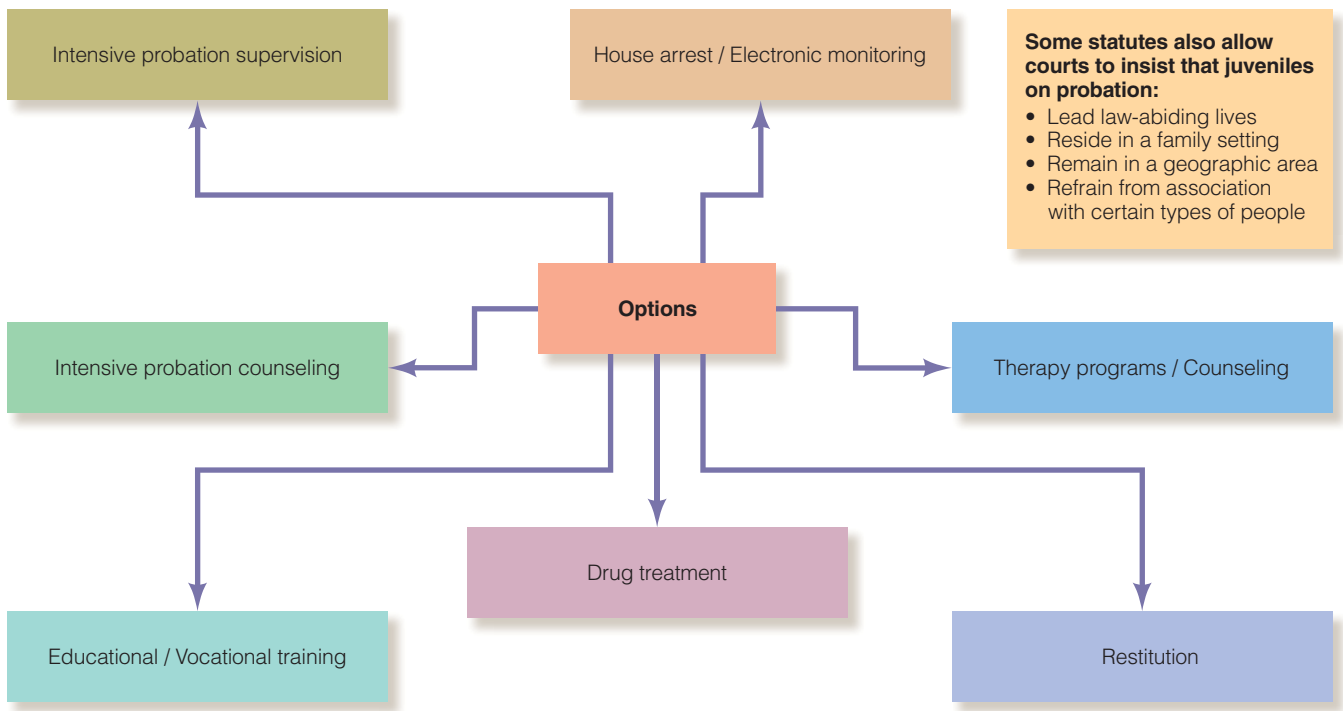 Intensive probation supervision
House arrest / Electronic monitoring
Some statutes also allow
courts to insist that juveniles
on probation:
• Lead law-abiding lives
• Reside in a family setting
• Remain in a geographic area
• Refrain from association
with certain types of people
Options
Intensive probation counseling
Therapy programs / Counseling
Drug treatment
Educational / Vocational training
Restitution